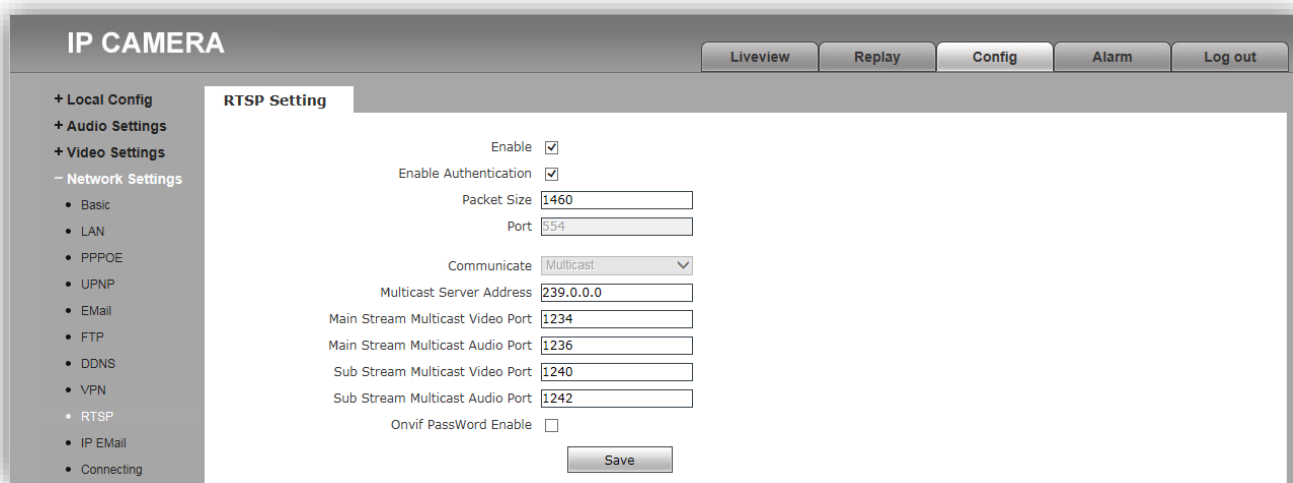 IP CAMERA
Liveview Replay Config Alarm Log out
+ Local Config
+ Audio Settings
+ Video Settings
− Network Settings
• Basic
• LAN
• PPPOE
• UPNP
• EMail
• FTP
• DDNS
• VPN
• RTSP
• IP EMail
• Connecting
RTSP Setting
Enable
Enable Authentication
Packet Size 1460
Port 554
Communicate Multicast
Multicast Server Address 239.0.0.0
Main Stream Multicast Video Port 1234
Main Stream Multicast Audio Port 1236
Sub Stream Multicast Video Port 1240
Sub Stream Multicast Audio Port 1242
Onvif PassWord Enable
Save